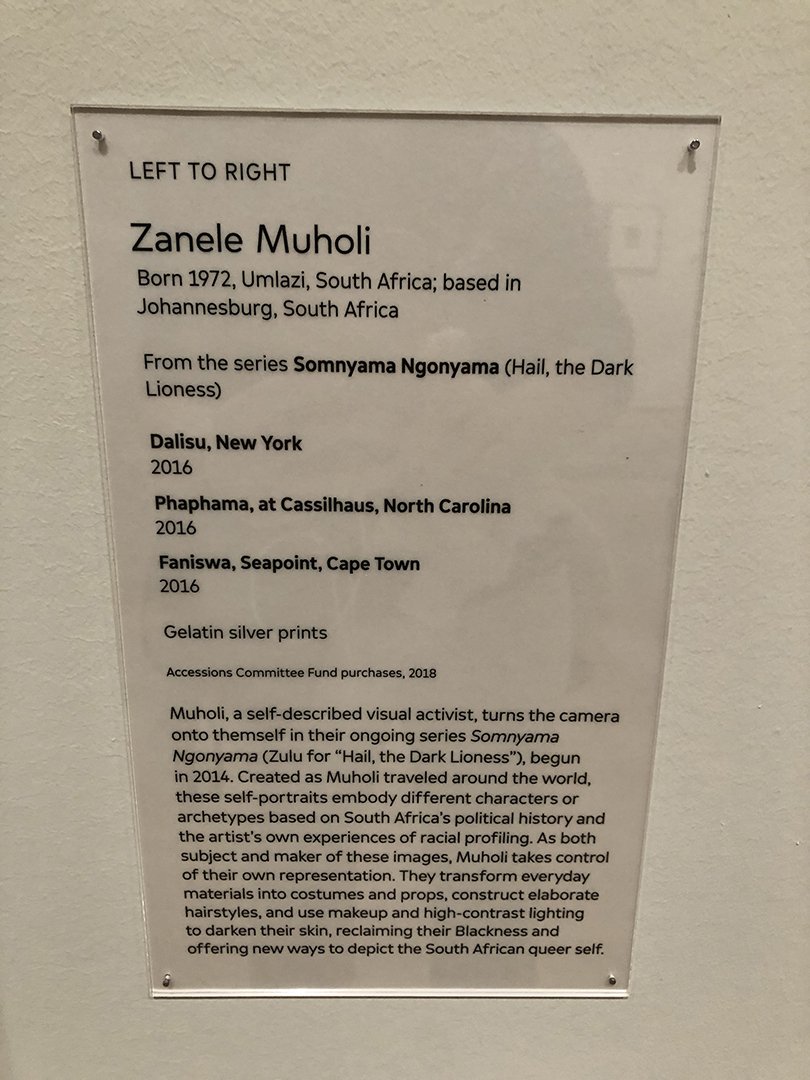 LEFT TO RIGHT
Zanele Muholi
Born 1972, Umlazi, South Africa; based in
Johannesburg, South Africa
From the series Somnyama Ngonyama (Hail, the Dark
Lioness)
Dalisu, New York
2016
Phaphama, at Cassilhaus, North Carolina
2016
Faniswa, Seapoint, Cape Town
2016
Gelatin silver prints
Accessions Committee Fund purchases, 2018
Muholi, a self-described visual activist, turns the camera
onto themself in their ongoing series Somnyama
Ngonyama (Zulu for “Hail, the Dark Lioness”), begun
in 2014. Created as Muholi traveled around the world,
these self-portraits embody different characters or
archetypes based on South Africa’s political history and
the artist’s own experiences of racial profiling. As both
subject and maker of these images, Muholi takes control
of their own representation. They transform everyday
materials into costumes and props, construct elaborate
hairstyles, and use makeup and high-contrast lighting
to darken their skin, reclaiming their Blackness and
offering new ways to depict the South African queer self.